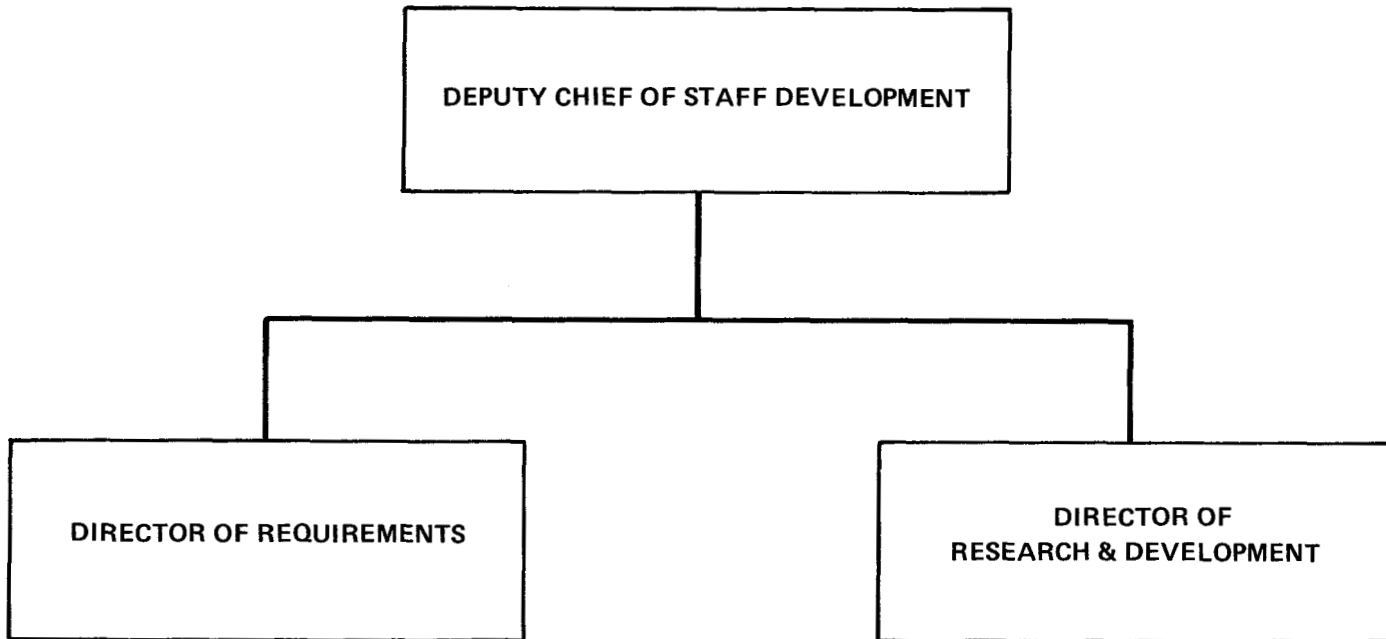 DEPUTY CHIEF OF STAFF DEVELOPMENT
DIRECTOR OF REQUIREMENTS
DIRECTOR OF
RESEARCH & DEVELOPMENT